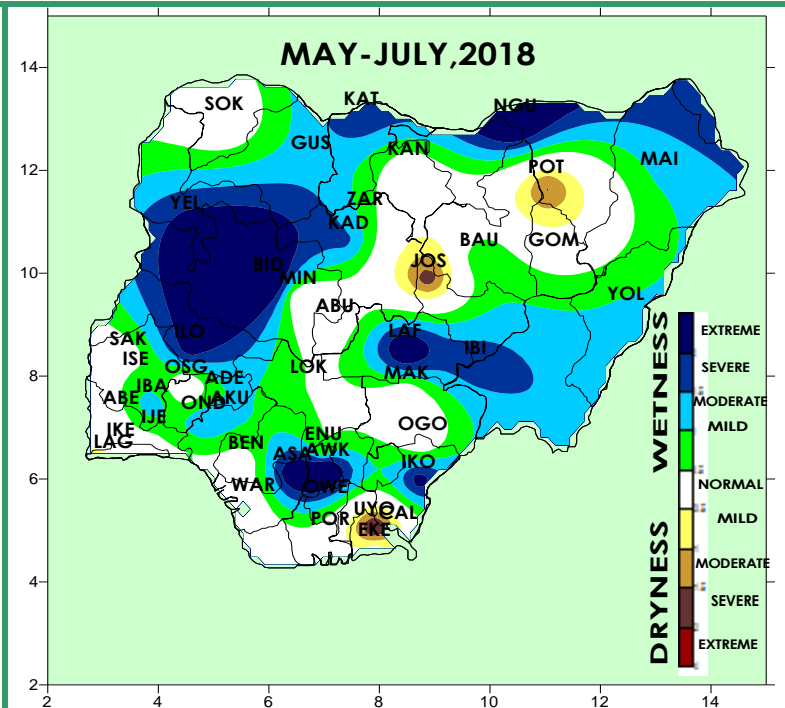 MAY-JULY,2018
14
KAT
SOK
NGU
GUS
KAN
12
POT
MAI
YEL
ZAR
KAD
BAU
GOM
BID
JOS
10
MIN
YOL
ABU
WETNESS
EXTREME
SAK
ILO
LAF
ISE
IBI
OSG
LOK
SEVERE
8
ADE
MAK
IBA
ABE
OND
AKU
MODERATE
IJE
MILD
IKE
OGO
LAG
BEN
ENU
AWK
ASA
IKO
6
WAR
OWE
NORMAL
UYO
CAL
POR
EKE
MILD
DRYNESS
MODERATE
4
SEVERE
EXTREME
2
2
4
6
8
10
12
14